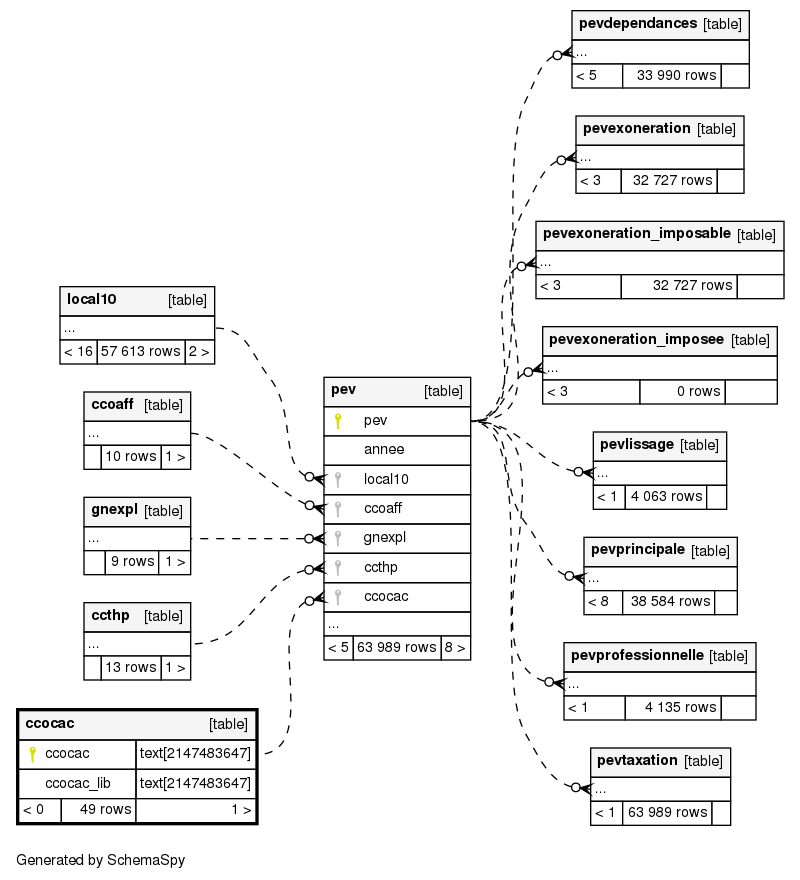 pevdependances [table]
...
< 5 33 990 rows
pevexoneration [table]
...
< 3 32 727 rows
pevexoneration_imposable [table]
...
< 3 32 727 rows
pevexoneration_imposee [table]
...
< 3 0 rows
pevlissage [table]
...
< 1 4 063 rows
pevprincipale [table]
...
< 8 38 584 rows
pevprofessionnelle [table]
...
< 1 4 135 rows
pevtaxation [table]
...
< 1 63 989 rows
local10 [table]
...
< 16 57 613 rows 2 >
ccoaff [table]
...
10 rows 1 >
gnexpl [table]
...
9 rows 1 >
ccthp [table]
...
13 rows 1 >
pev [table]
pev
annee
local10
ccoaff
gnexpl
ccthp
ccocac
...
< 5 63 989 rows 8 >
ccocac [table]
ccocac text[2147483647]
ccocac_lib text[2147483647]
< 0 49 rows 1 >
Generated by SchemaSpy